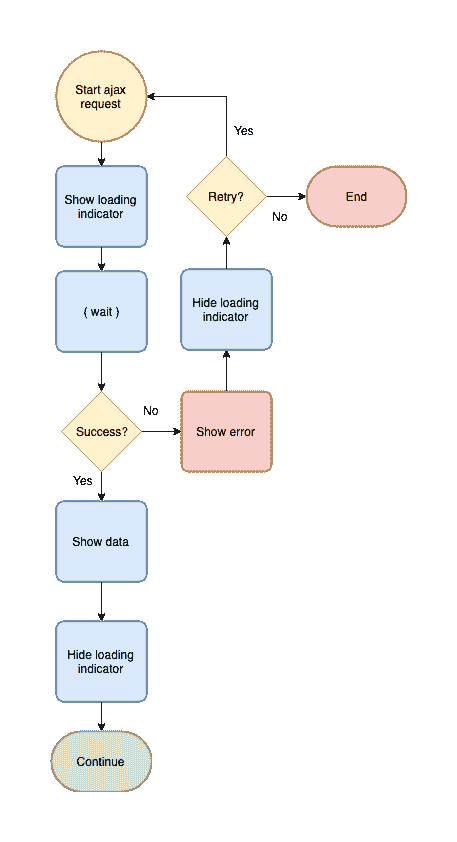 Start ajax
request
Yes
Show loading
indicator
Retry?
End
No
( wait )
Hide loading
indicator
Success?
No
Show error
Yes
Show data
Hide loading
indicator
Continue